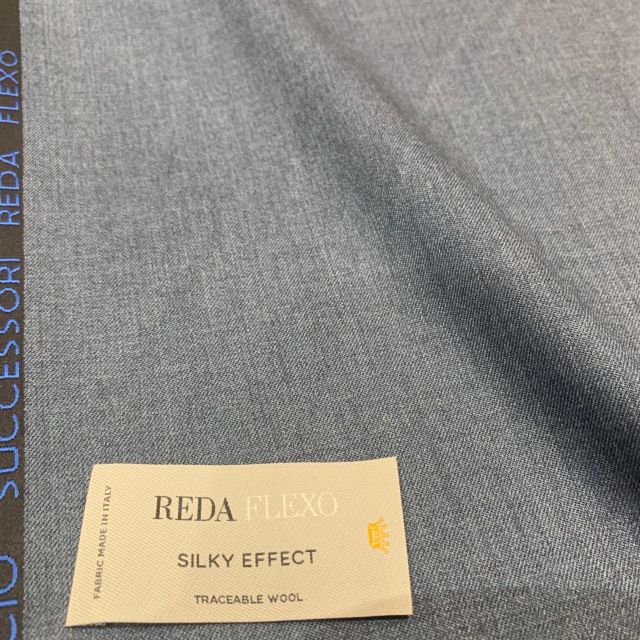 CIO SUCCESSORI REDA FLEXO
REDA FLEXO
SILKY EFFECT
TRACEABLE WOOL
FABRIC MADE IN ITALY